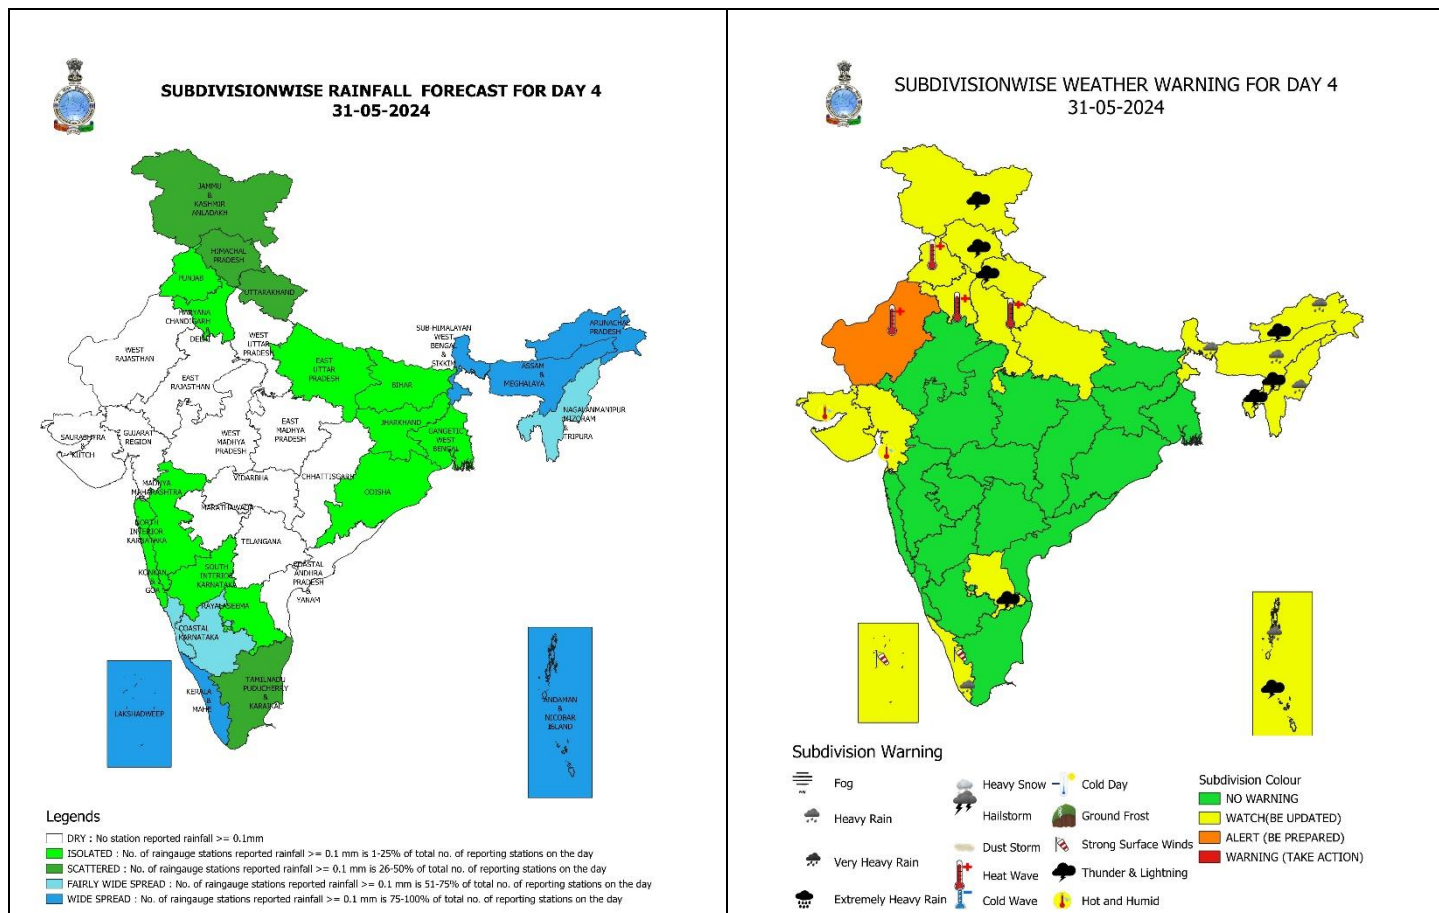 SUBDIVISIONWISE RAINFALL FORECAST FOR DAY 4
31-05-2024
JAMMU
&
KASHMIR
ANLADAKH
HIMACHAL
PRADESH
PUNJAB
UTTARAKHAND
HARYANA
CHANDIGARH
&
DELHI
WEST
UTTAR
PRADESH
WEST
RAJASTHAN
EAST
RAJASTHAN
EAST
UTTAR
PRADESH
BIHAR
SUB-HIMALAYAN
WEST
BENGAL
&
SIKKIM
ARUNACHAL
PRADESH
ASSAM
&
MEGHALAYA
NAGALANMANIPUR
MIZORAM
&
TRIPURA
JHARKHAND
GANGETIC
WEST
BENGAL
SAURASHTRA
&
KUTCH
GUJARAT
REGION
WEST
MADHYA
PRADESH
EAST
MADHYA
PRADESH
CHHATTISGARH
ODISHA
VIDARBHA
MADHYA
MAHARASHTRA
MARATHAWADA
TELANGANA
NORTH
INTERIOR
KARNATAKA
KONKAN
&
GOA
SOUTH
INTERIOR
KARNATAKA
COASTAL
ANDHRA
PRADESH
&
YANAM
RAYALASEEMA
COASTAL
KARNATAKA
KERALA
&
MAHE
TAMILNADU
PUDUCHERRY
&
KARAIKAL
LAKSHADWEEP
ANDAMAN
&
NICOBAR
ISLAND
Legends
DRY : No station reported rainfall >= 0.1mm
ISOLATED : No. of raingauge stations reported rainfall >= 0.1 mm is 1-25% of total no. of reporting stations on the day
SCATTERED : No. of raingauge stations reported rainfall >= 0.1 mm is 26-50% of total no. of reporting stations on the day
FAIRLY WIDE SPREAD : No. of raingauge stations reported rainfall >= 0.1 mm is 51-75% of total no. of reporting stations on the day
WIDE SPREAD : No. of raingauge stations reported rainfall >= 0.1 mm is 75-100% of total no. of reporting stations on the day
SUBDIVISIONWISE WEATHER WARNING FOR DAY 4
31-05-2024
Subdivision Warning
Fog
Heavy Rain
Very Heavy Rain
Extremely Heavy Rain
Heavy Snow
Hailstorm
Dust Storm
Heat Wave
Cold Wave
Cold Day
Ground Frost
Strong Surface Winds
Thunder & Lightning
Hot and Humid
Subdivision Colour
NO WARNING
WATCH(BE UPDATED)
ALERT (BE PREPARED)
WARNING (TAKE ACTION)